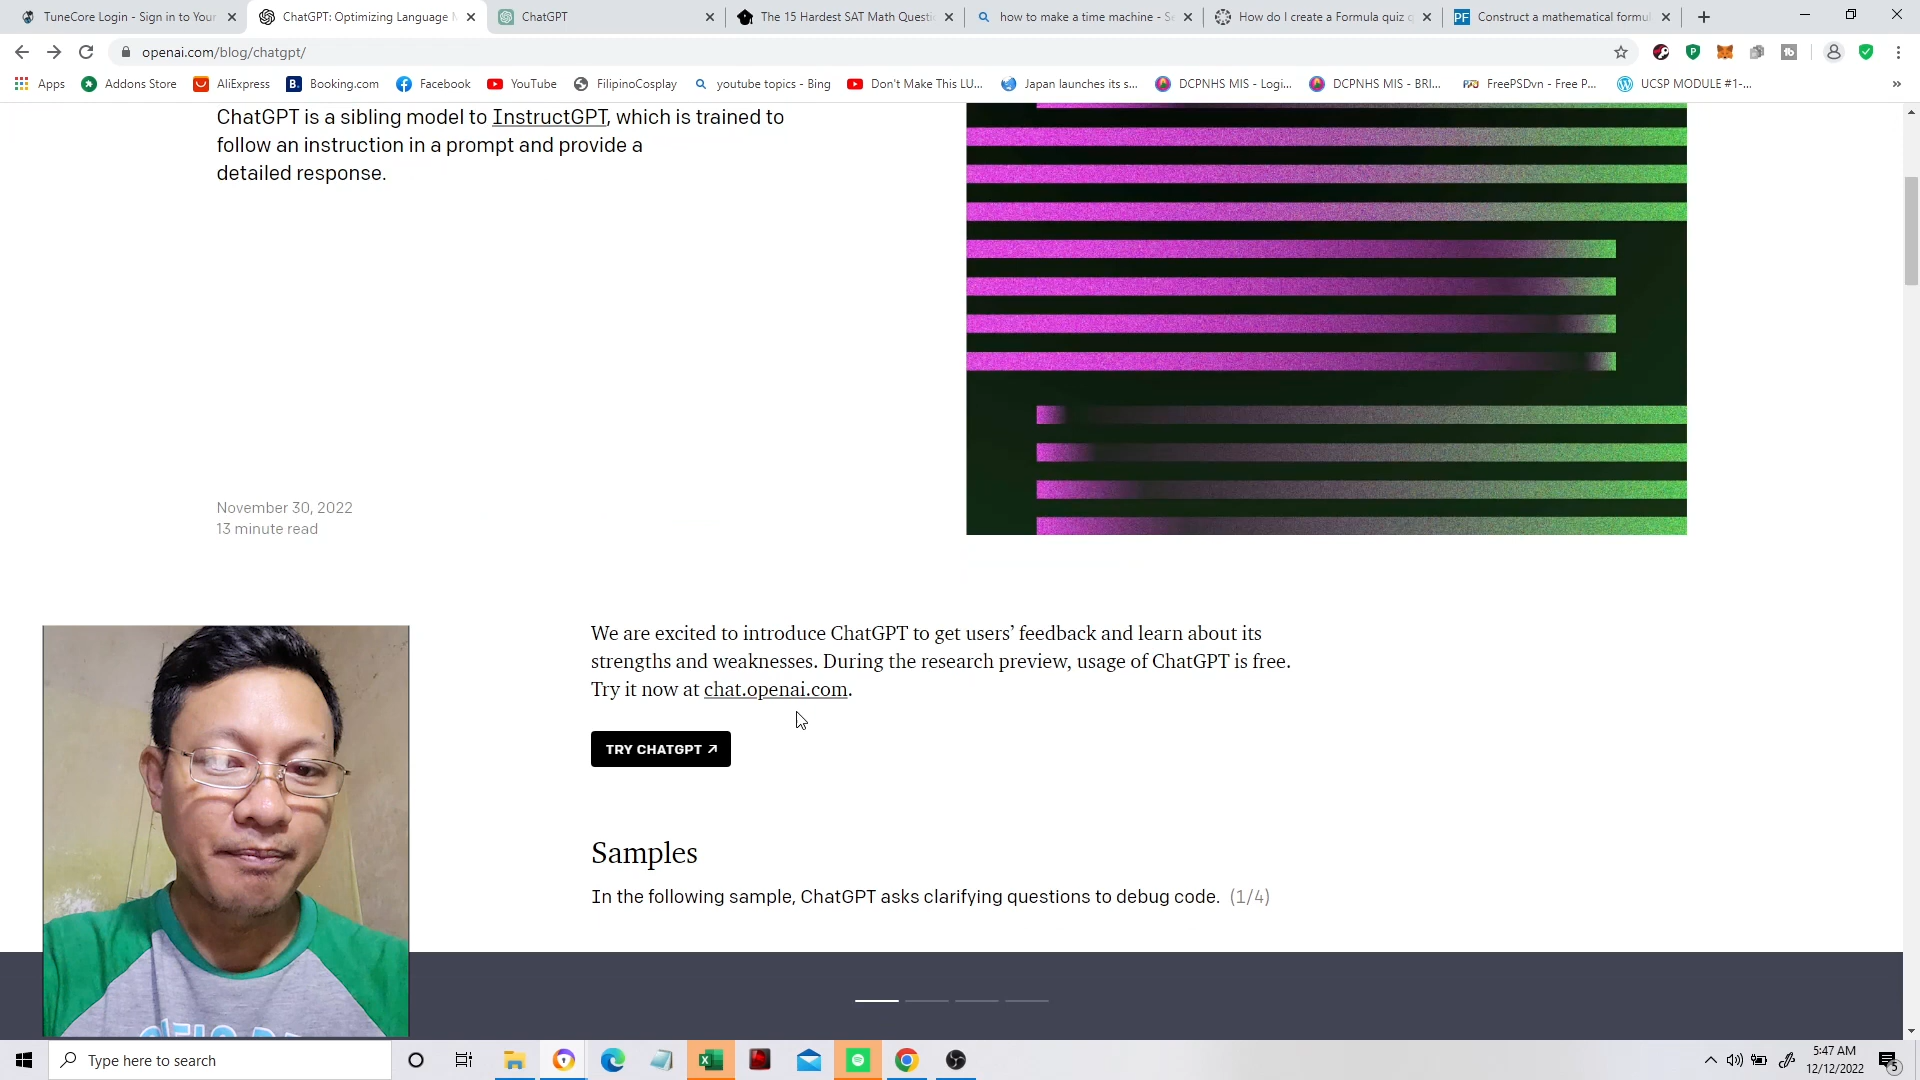 TuneCore Login - Sign in to Your
ChatGPT: Optimizing Language M
ChatGPT
The 15 Hardest SAT Math Questio
how to make a time machine - Se
How do I create a Formula quiz q
Construct a mathematical formul
openai.com/blog/chatgpt/
Apps
Addons Store
AliExpress
Booking.com
Facebook
YouTube
FilipinoCosplay
youtube topics - Bing
Don't Make This LU...
Japan launches its s...
DCPNHS MIS - Logi...
DCPNHS MIS - BRI...
FreePSDvn - Free P...
UCSP MODULE #1-...
»
ChatGPT is a sibling model to InstructGPT, which is trained to
follow an instruction in a prompt and provide a
detailed response.
November 30, 2022
13 minute read
We are excited to introduce ChatGPT to get users’ feedback and learn about its
strengths and weaknesses. During the research preview, usage of ChatGPT is free.
Try it now at chat.openai.com.
TRY CHATGPT ↗
Samples
In the following sample, ChatGPT asks clarifying questions to debug code. (1/4)
Type here to search
5:47 AM
12/12/2022
5